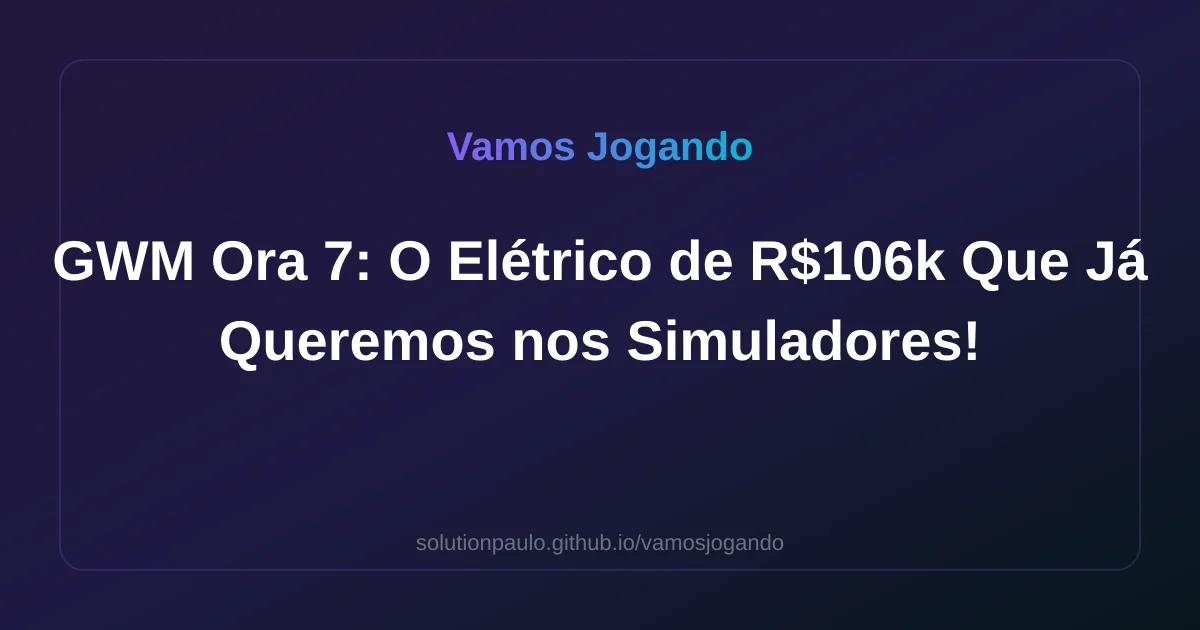 Vamos Jogando
GWM Ora 7: O Elétrico de R$106k Que Já
Queremos nos Simuladores!
solutionpaulo.github.io/vamosjogando